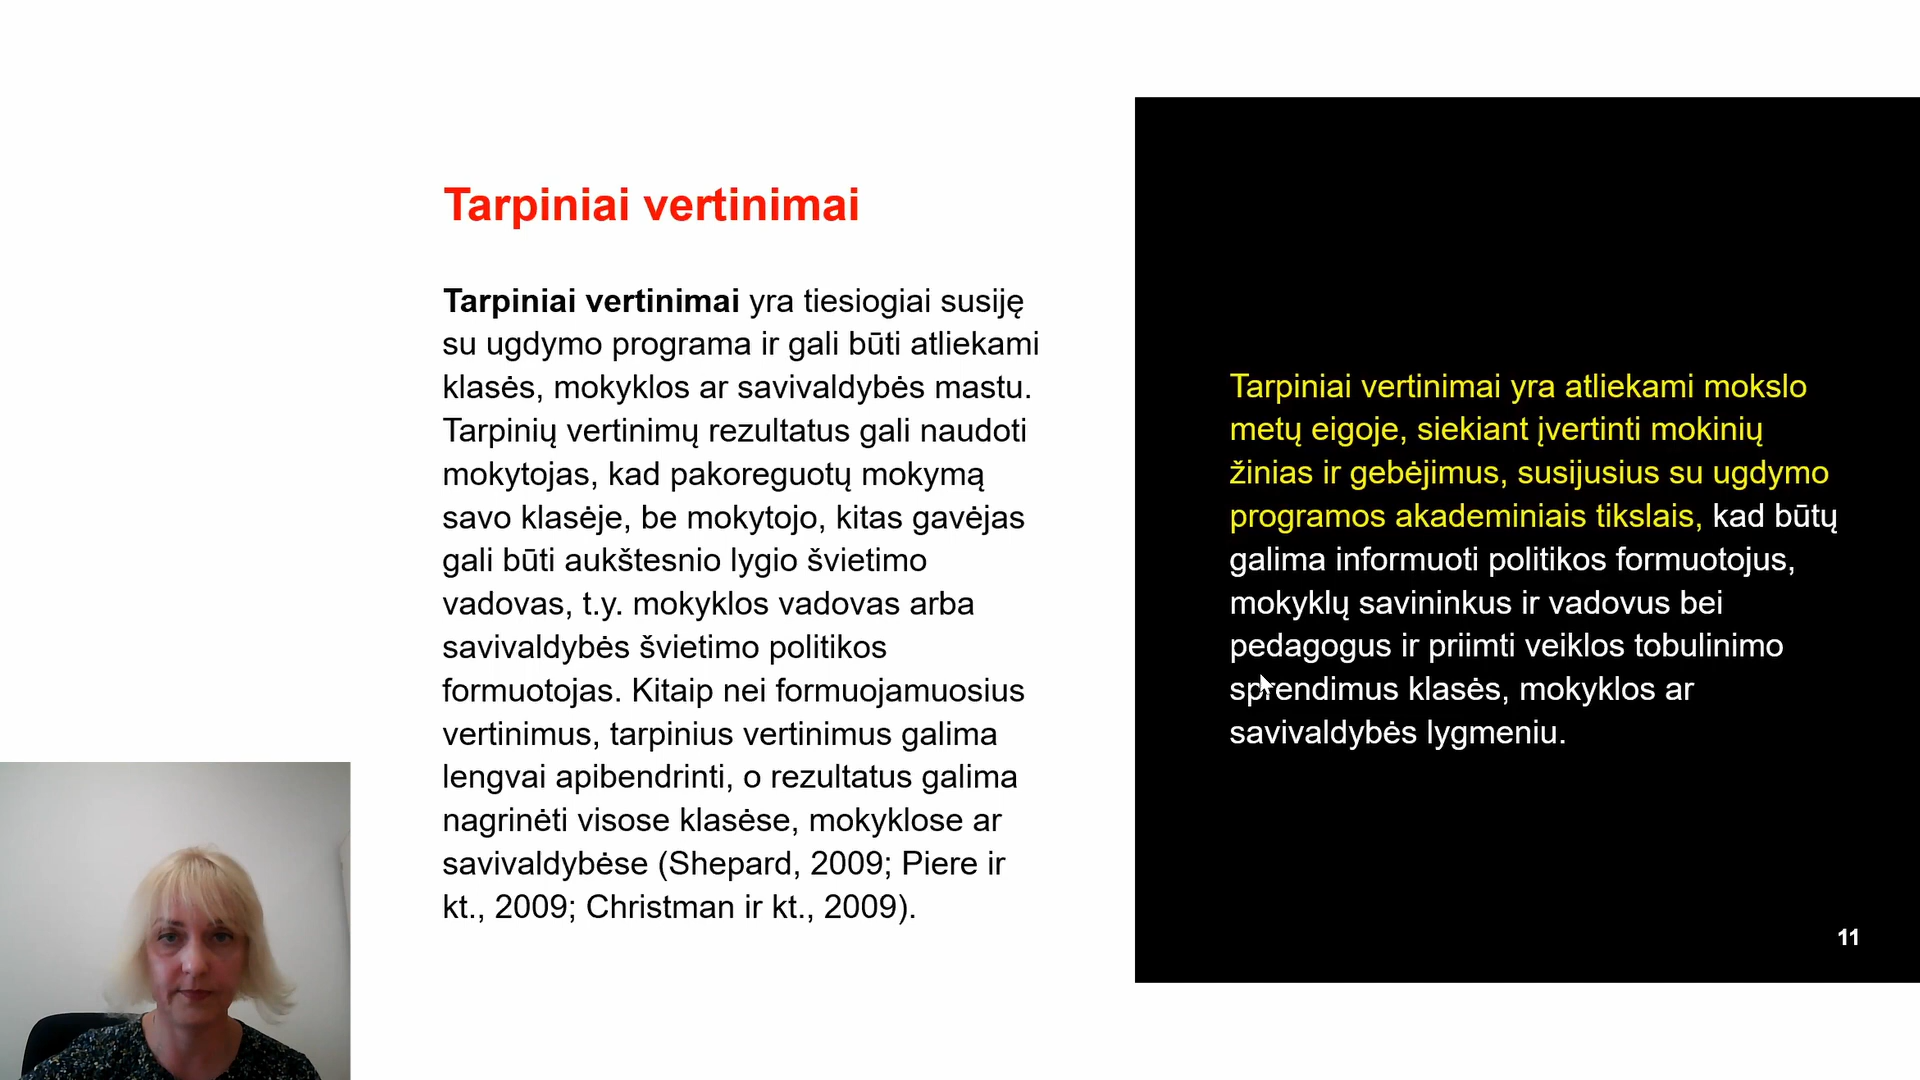 Tarpiniai vertinimai
Tarpiniai vertinimai yra tiesiogiai susiję
su ugdymo programa ir gali būti atliekami
klasės, mokyklos ar savivaldybės mastu.
Tarpinių vertinimų rezultatus gali naudoti
mokytojas, kad pakoreguotų mokymą
savo klasėje, be mokytojo, kitas gavėjas
gali būti aukštesnio lygio švietimo
vadovas, t.y. mokyklos vadovas arba
savivaldybės švietimo politikos
formuotojas. Kitaip nei formuojamuosius
vertinimus, tarpinius vertinimus galima
lengvai apibendrinti, o rezultatus galima
nagrinėti visose klasėse, mokyklose ar
savivaldybėse (Shepard, 2009; Piere ir
kt., 2009; Christman ir kt., 2009).
Tarpiniai vertinimai yra atliekami mokslo
metų eigoje, siekiant įvertinti mokinių
žinias ir gebėjimus, susijusius su ugdymo
programos akademiniais tikslais, kad būtų
galima informuoti politikos formuotojus,
mokyklų savininkus ir vadovus bei
pedagogus ir priimti veiklos tobulinimo
sprendimus klasės, mokyklos ar
savivaldybės lygmeniu.
11